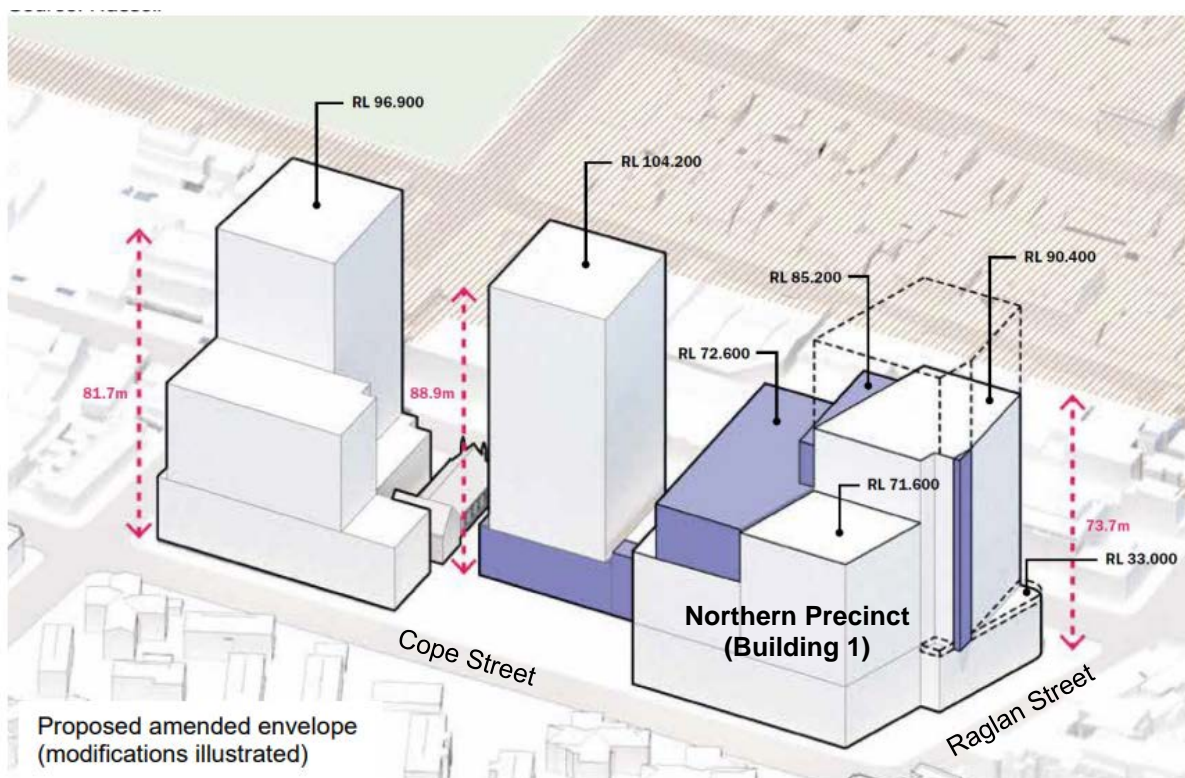 RL 96.900
RL 104.200
RL 90.400
RL 85.200
RL 72.600
81.7m
88.9m
RL 71.600
73.7m
RL 33.000
Northern Precinct
(Building 1)
Cope Street
Raglan Street
Proposed amended envelope
(modifications illustrated)